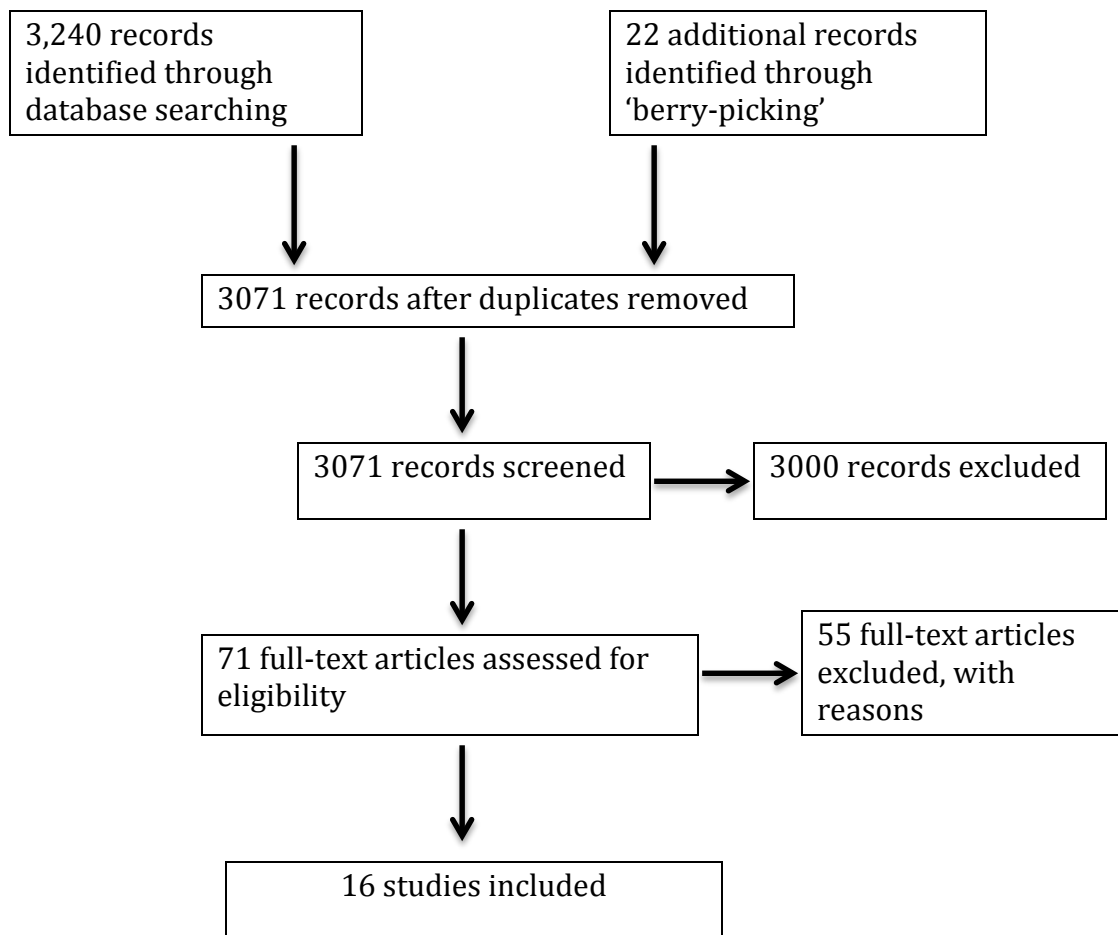 3,240 records
identified through
database searching
22 additional records
identified through
‘berry-picking’
3071 records after duplicates removed
3071 records screened
3000 records excluded
71 full-text articles assessed for
eligibility
55 full-text articles
excluded, with
reasons
16 studies included